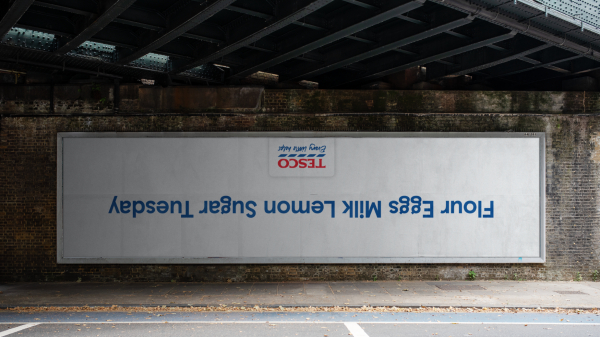 Flour Eggs Milk Lemon Sugar Tuesday
TESCO
Every little helps